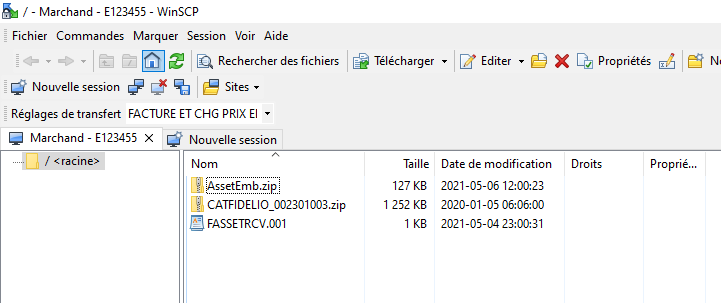 / - Marchand - E123455 - WinSCP
Fichier Commandes Marquer Session Voir Aide
Rechercher des fichiers Télécharger Editer Propriétés
Nouvelle session Sites
Réglages de transfert FACTURE ET CHG PRIX
Marchand - E123455 X Nouvelle session
/ <racine>
Nom Taille Date de modification Droits Proprié...
AssetEmb.zip 127 KB 2021-05-06 12:00:23
CATFIDELIO_002301003.zip 1 252 KB 2020-01-05 06:06:00
FASSETRCV.001 1 KB 2021-05-04 23:00:31